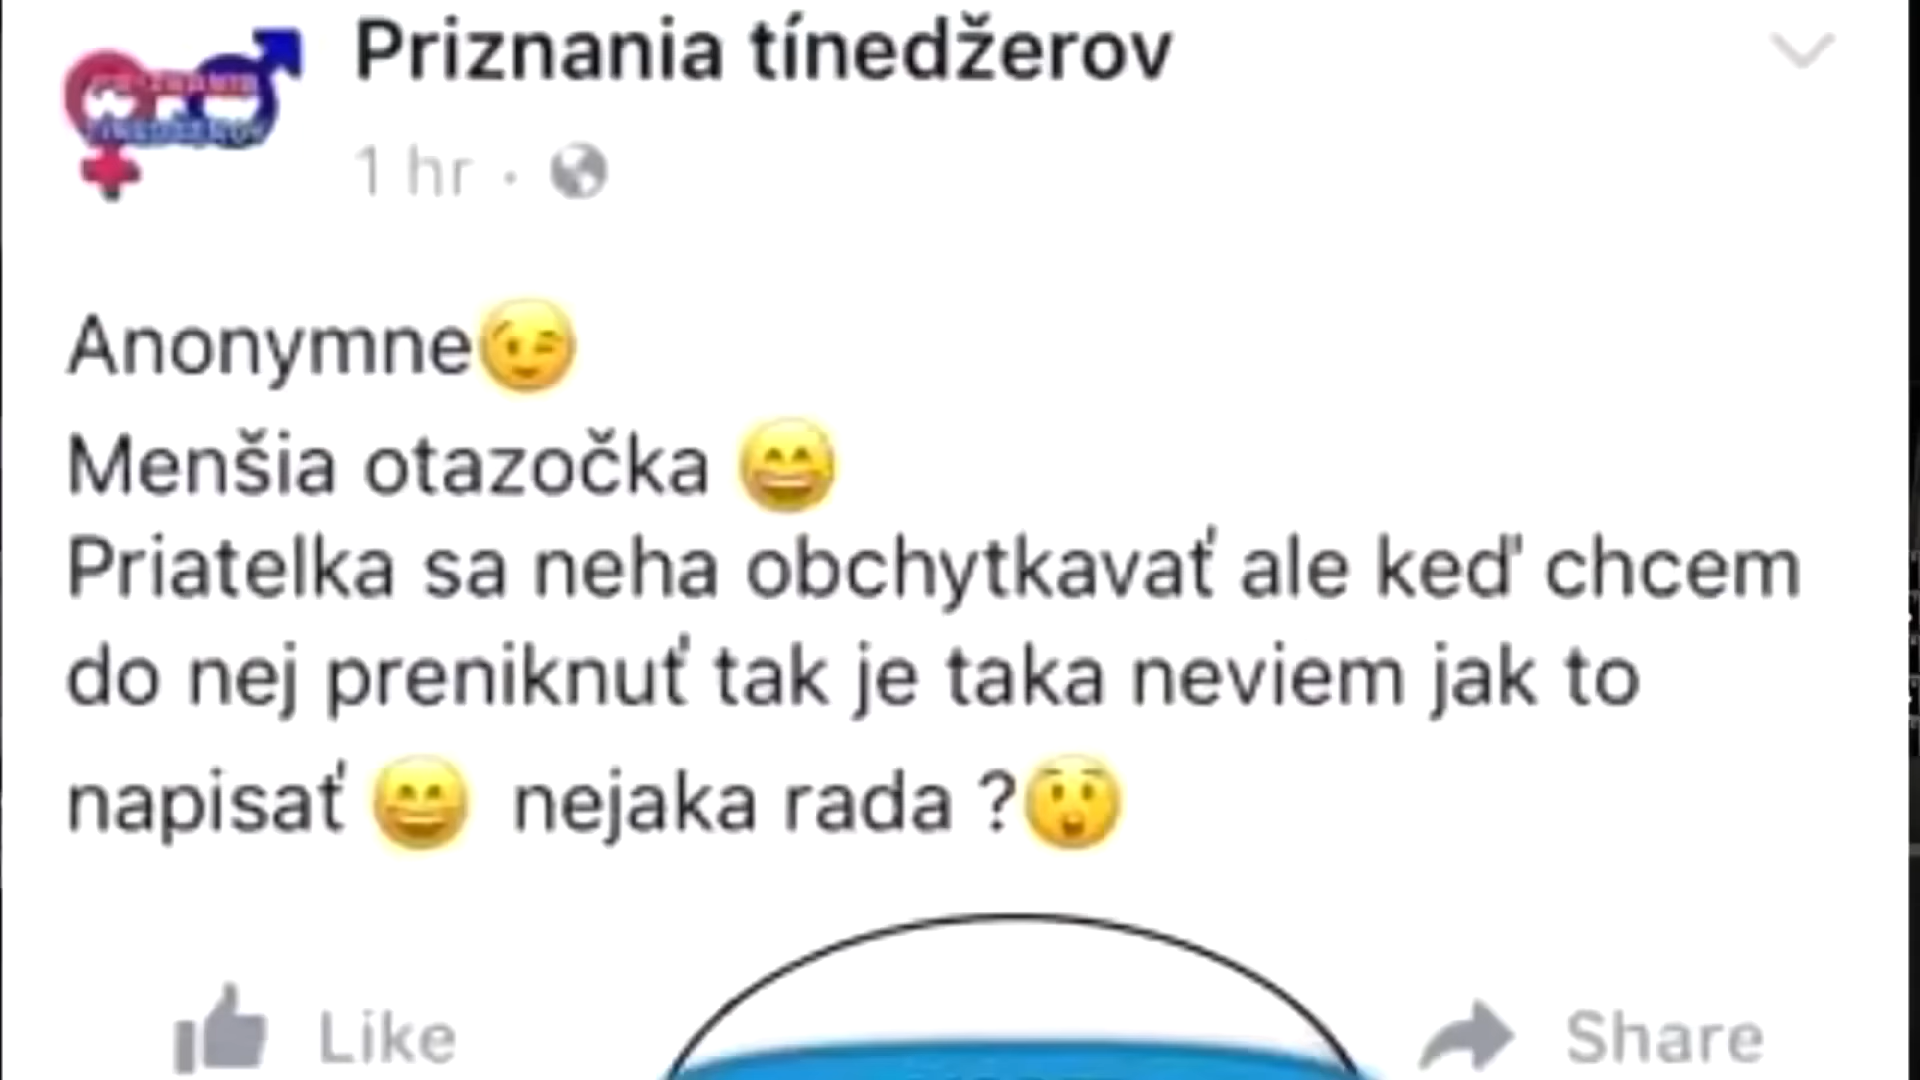 Priznania tínedžerov
1 hr ·
Anonymne😉
Menšia otazočka 😄
Priatelka sa neha obchytkavať ale keď chcem
do nej preniknuť tak je taka neviem jak to
napisať 😄 nejaka rada ?😲
Like
Share